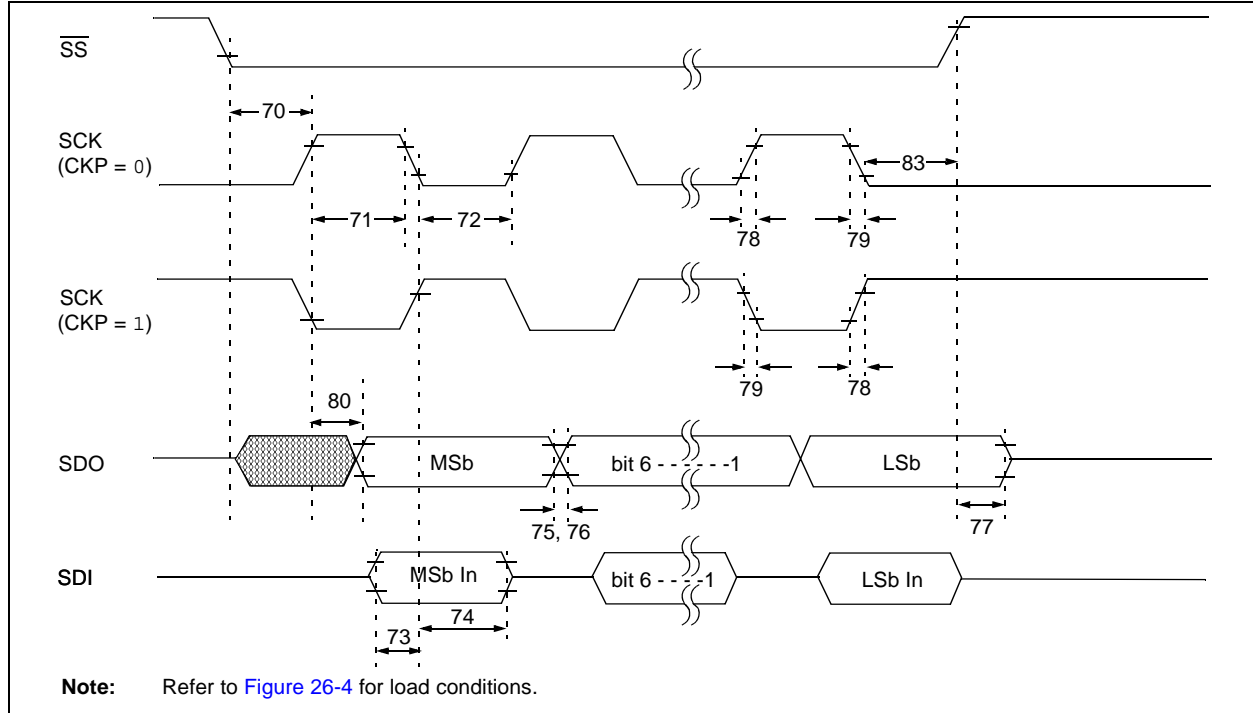 SS
70
SCK
(CKP = 0)
83
71
72
78
79
SCK
(CKP = 1)
79
78
80
SDO
MSb
bit 6 - - - - - -1
LSb
75, 76
77
SDI
MSb In
bit 6 - - - -1
LSb In
74
73
Note: Refer to Figure 26-4 for load conditions.